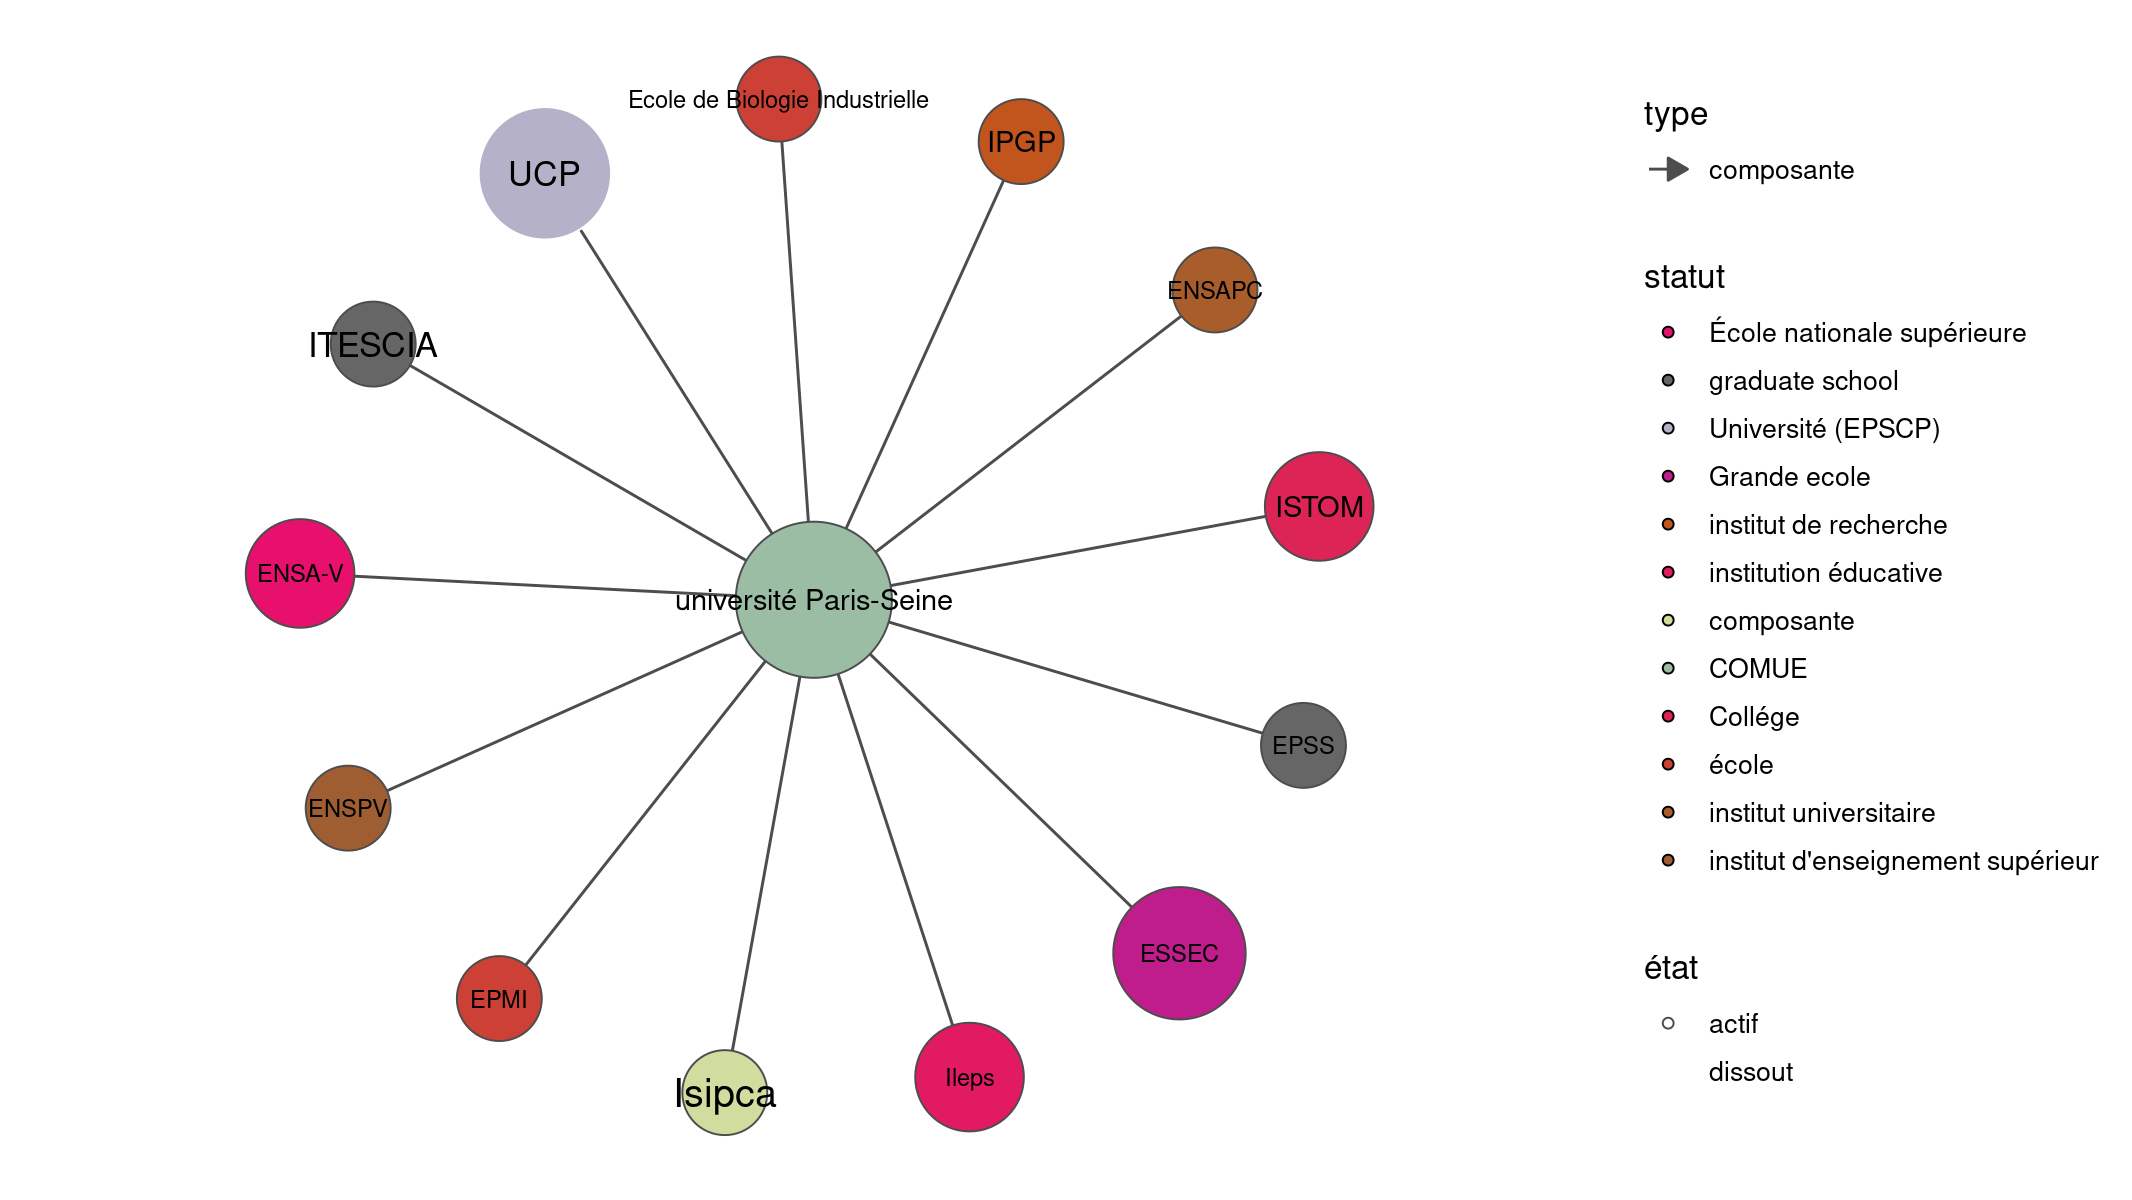 Ecole de Biologie Industrielle
IPGP
UCP
ENSAPC
ITESCIA
ISTOM
ENSA-V
université Paris-Seine
EPSS
ENSPV
ESSEC
EPMI
Ileps
Isipca
type
composante
statut
École nationale supérieure
graduate school
Université (EPSCP)
Grande ecole
institut de recherche
institution éducative
composante
COMUE
Collége
école
institut universitaire
institut d'enseignement supérieur
état
actif
dissout